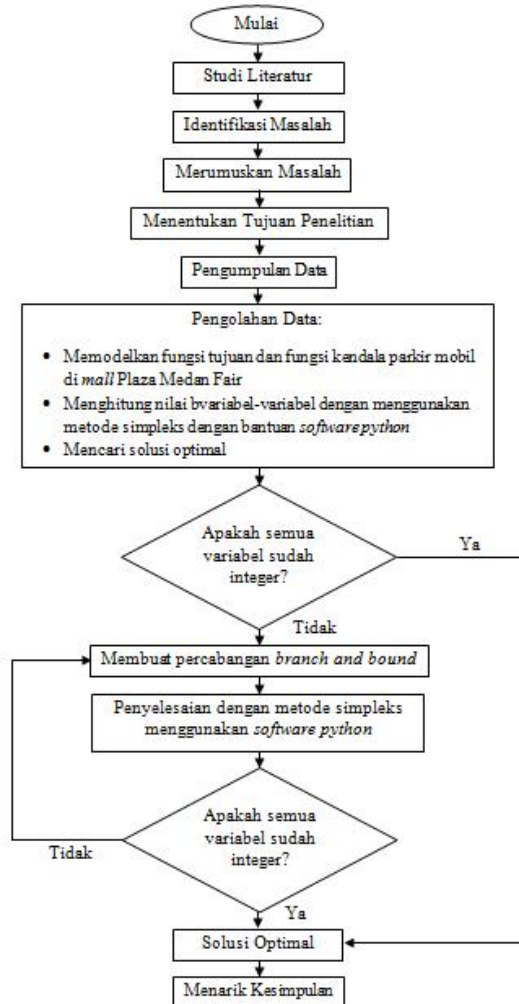 Mulai
Studi Literatur
Identifikasi Masalah
Merumuskan Masalah
Menentukan Tujuan Penelitian
Pengumpulan Data
Pengolahan Data:
• Memodelkan fungsi tujuan dan fungsi kendala parkir mobil
di mall Plaza Medan Fair
• Menghitung nilai bvariabel-variabel dengan menggunakan
metode simpleks dengan bantuan software python
• Mencari solusi optimal
Apakah semua
variabel sudah
integer?
Ya
Tidak
Membuat percabangan branch and bound
Penyelesaian dengan metode simpleks
menggunakan software python
Apakah semua
variabel sudah
integer?
Tidak
Ya
Solusi Optimal
Menarik Kesimpulan